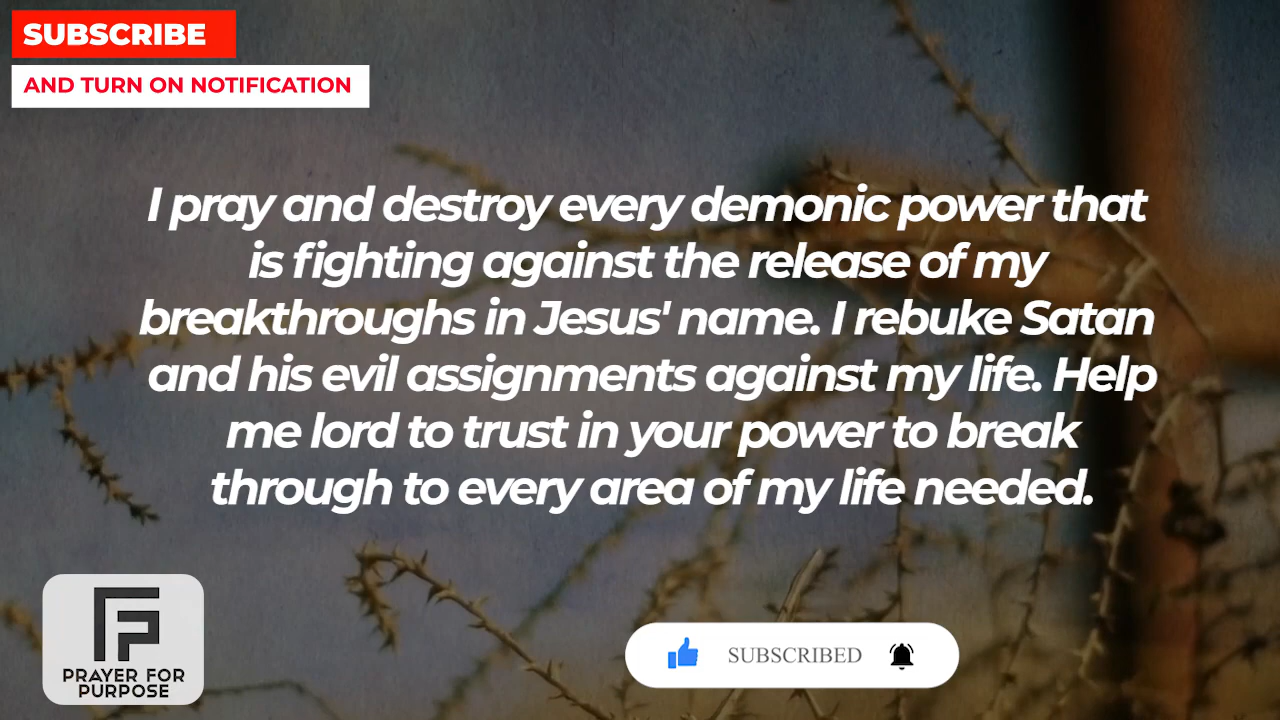 SUBSCRIBE
AND TURN ON NOTIFICATION
I pray and destroy every demonic power that
is fighting against the release of my
breakthroughs in Jesus' name. I rebuke Satan
and his evil assignments against my life. Help
me lord to trust in your power to break
through to every area of my life needed.
PRAYER FOR
PURPOSE
SUBSCRIBED